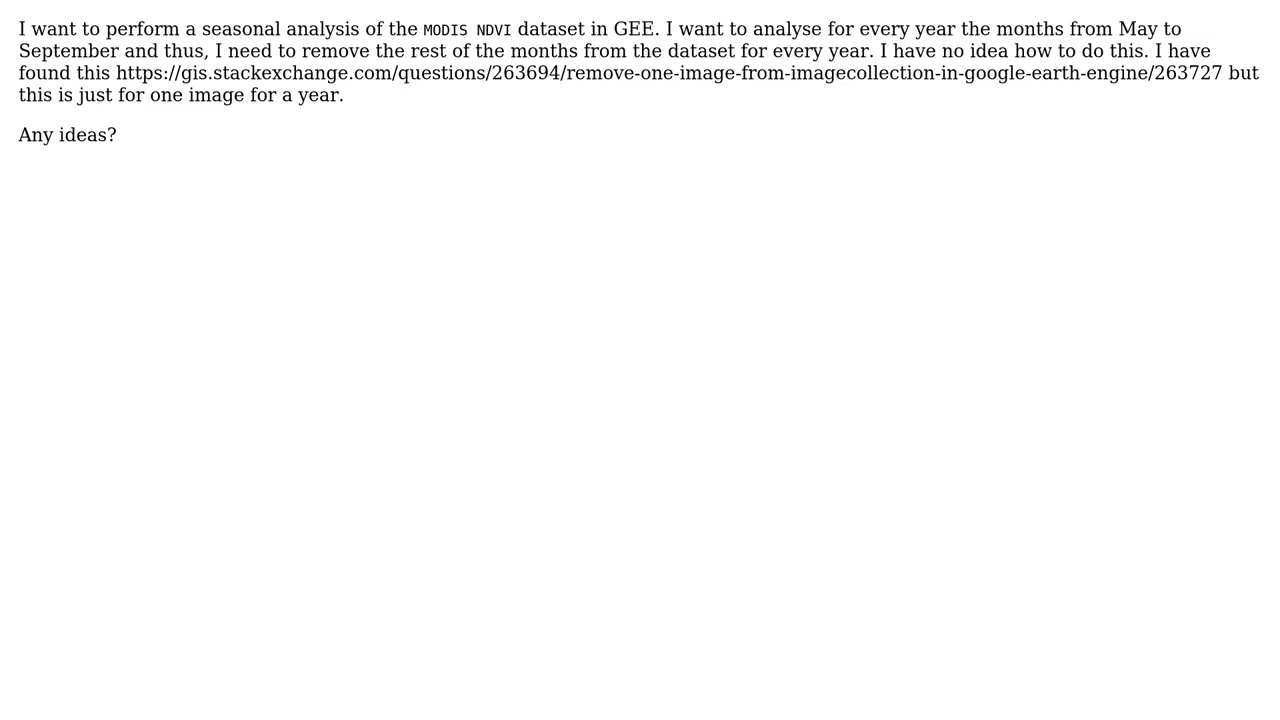 I want to perform a seasonal analysis of the MODIS NDVI dataset in GEE. I want to analyse for every year the months from May to
September and thus, I need to remove the rest of the months from the dataset for every year. I have no idea how to do this. I have
found this https://gis.stackexchange.com/questions/263694/remove-one-image-from-imagecollection-in-google-earth-engine/263727 but
this is just for one image for a year.
Any ideas?